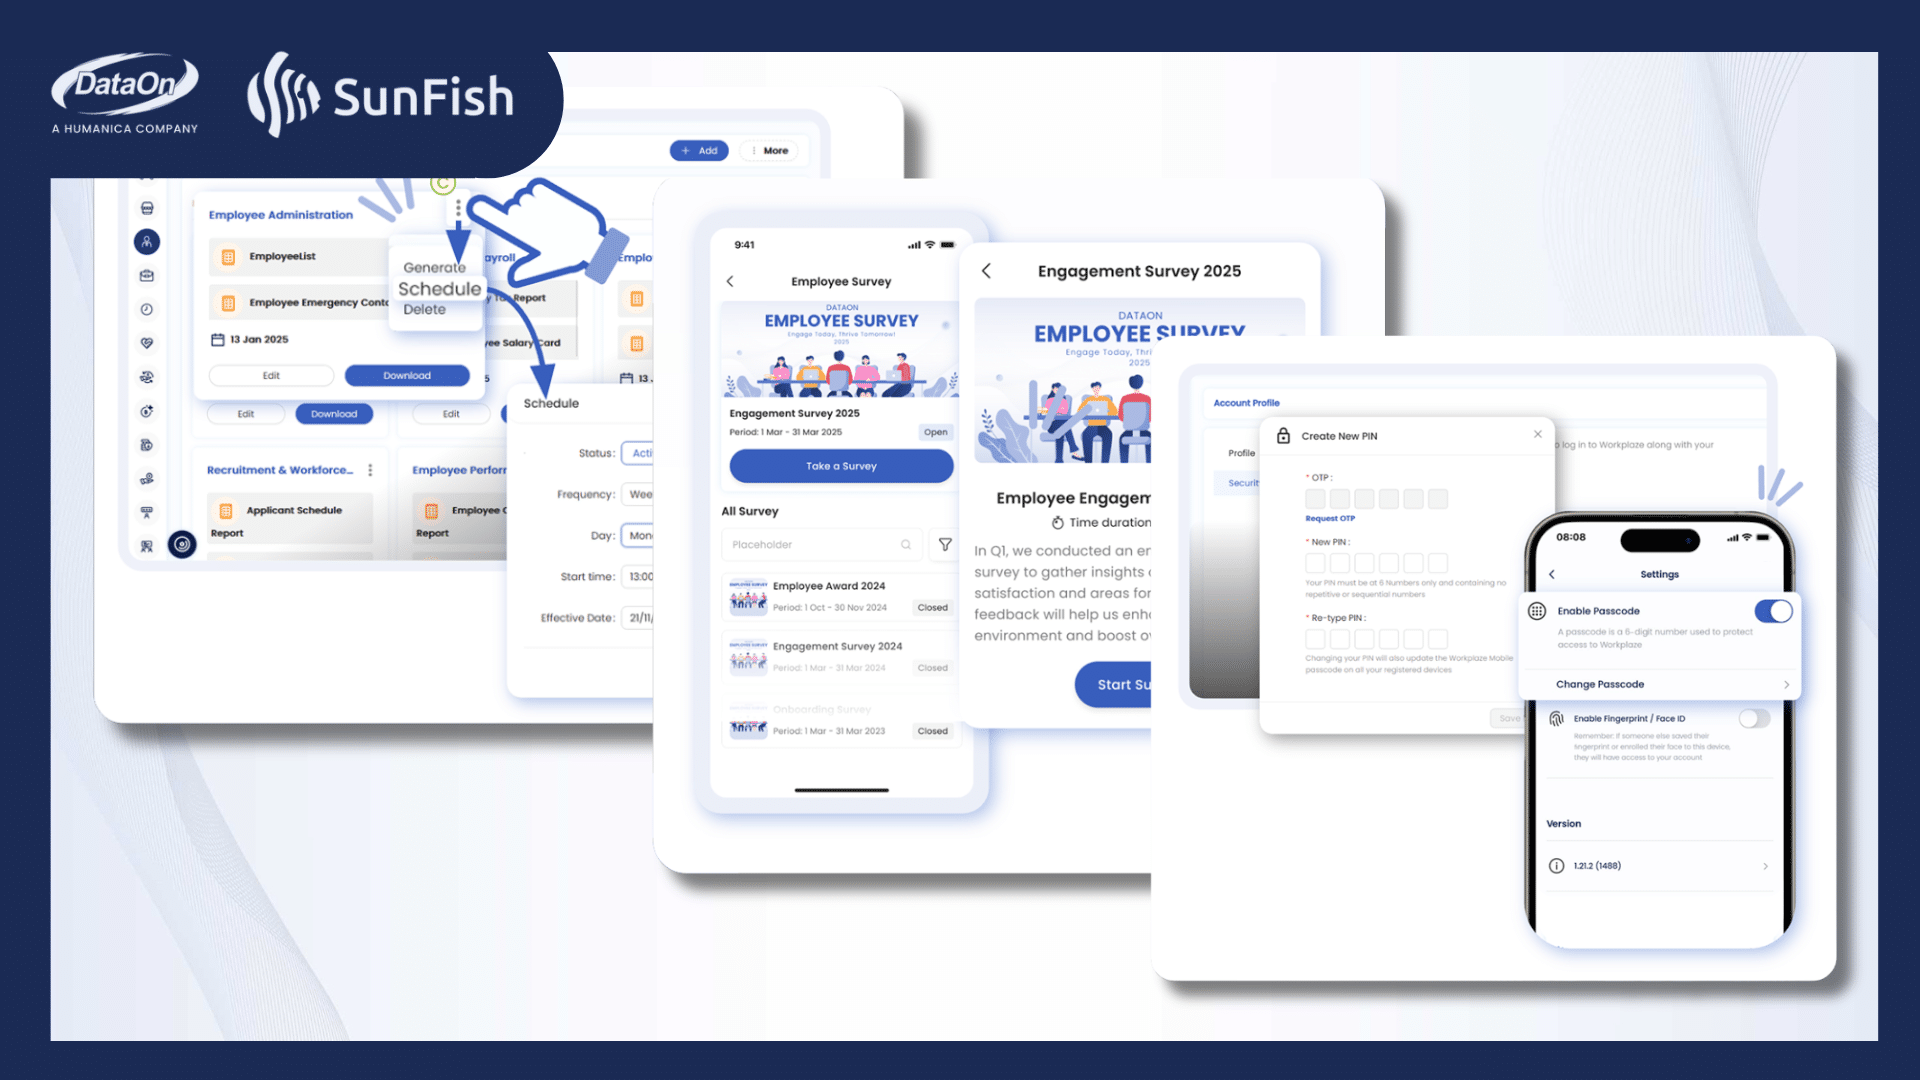 DataOn
A HUMANICA COMPANY
SunFish
+ Add
More
Employee Administration
EmployeeList
Employee Emergency Conta
13 Jan 2025
Edit
Download
Generate
Schedule
Delete
ayroll
Report
ee Salary Card
Emplo
13
Edit
Download
Edit
Recruitment & Workforce...
Applicant Schedule
Report
Employee Perfor
Employee
Report
Schedule
Status:
Frequency:
Day:
Start time: 13:00
Effective Date: 21/11/
9:41
Employee Survey
DATAON
EMPLOYEE SURVEY
Engage Today, Thrive Tomorrow!
2025
Engagement Survey 2025
Period: 1 Mar - 31 Mar 2025
Open
Take a Survey
All Survey
Placeholder
Employee Award 2024
Period: 1 Oct - 30 Nov 2024
Closed
Engagement Survey 2024
Period: 1 Mar - 31 Mar 2024
Closed
Onboarding Survey
Period: 1 Mar - 31 Mar 2023
Closed
Engagement Survey 2025
DATAON
EMPLOYEE SURVEY
Engage Today, Thri
2025
Employee Engagem
Time duration
In Q1, we conducted an en
survey to gather insights
satisfaction and areas for
feedback will help us enh
environment and boost ov
Start Su
Account Profile
Profile
Securit
log in to Workplaze along with your
Create New PIN
* OTP :
Request OTP
* New PIN :
Your PIN must be at 6 Numbers only and containing no
repetitive or sequential numbers
* Re-type PIN :
Changing your PIN will also update the Workplaze Mobile
passcode on all your registered devices
Save
08:08
Settings
Enable Passcode
A passcode is a 6-digit number used to protect
access to Workplaze
Change Passcode
Enable Fingerprint / Face ID
Remember: If someone else saved their
fingerprint or enrolled their face to this device,
they will have access to your account
Version
1.21.2 (1488)